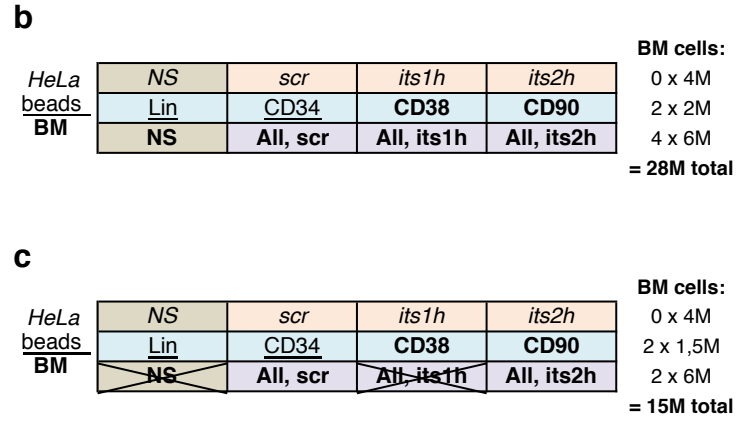 b
BM cells:
HeLa NS scr its1h its2h 0 x 4M
beads Lin CD34 CD38 CD90 2 x 2M
BM NS All, scr All, its1h All, its2h 4 x 6M
= 28M total
c
BM cells:
HeLa NS scr its1h its2h 0 x 4M
beads Lin CD34 CD38 CD90 2 x 1,5M
BM NS All, scr All, its1h All, its2h 2 x 6M
= 15M total